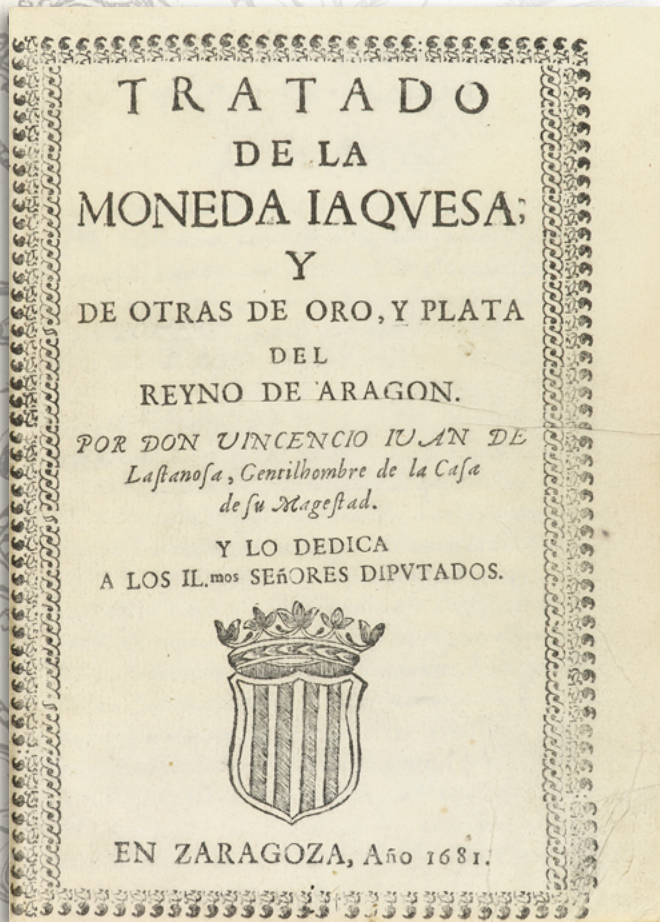 TRATADO
DE LA
MONEDA IAQVESA;
Y
DE OTRAS DE ORO, Y PLATA
DEL
REYNO DE ARAGON.
POR DON VINCENCIO IVAN DE
Laſtanoſa, Gentilhombre de la Caſa
de ſu Mageſtad.
Y LO DEDICA
A LOS IL.mos SEñORES DIPVTADOS.
EN ZARAGOZA, Año 1681.